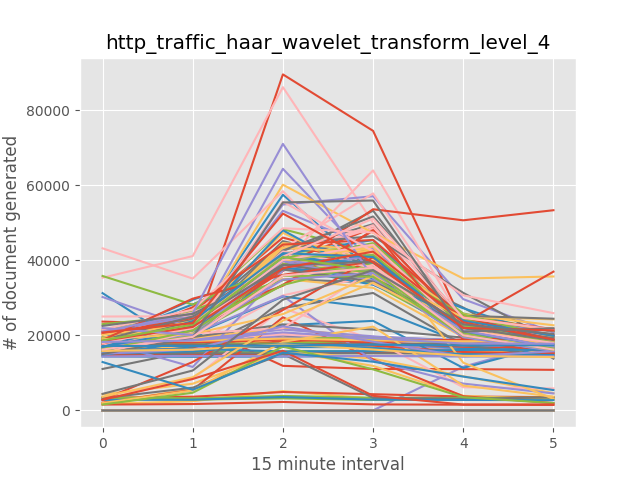 http_traffic_haar_wavelet_transform_level_4
# of document generated
80000
60000
40000
20000
0
0 1 2 3 4 5
15 minute interval